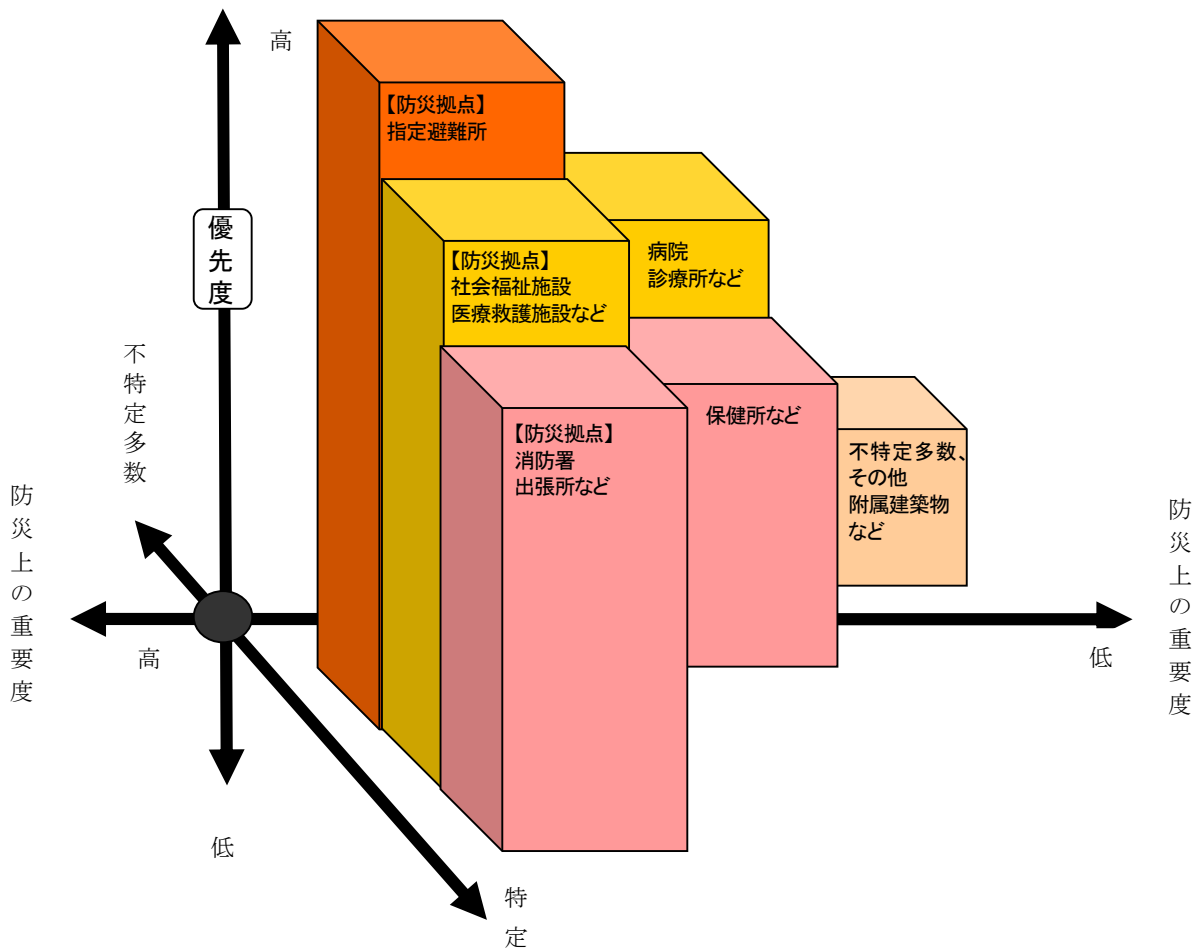 高
【防災拠点】
指定避難所
優先度
【防災拠点】
社会福祉施設
医療救護施設など
病院
診療所など
不特定多数
【防災拠点】
消防署
出張所など
保健所など
不特定多数、
その他
附属建築物
など
防災上の重要度
高
防災上の重要度
低
低
特定